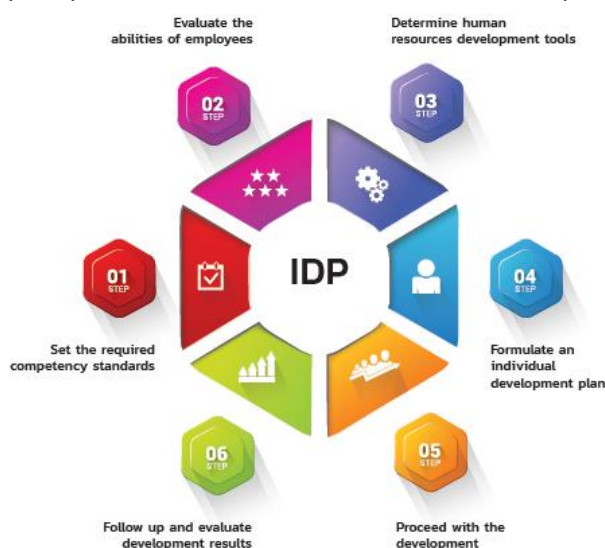 Evaluate the
abilities of employees
Determine human
resources development tools
02
STEP
03
STEP
IDP
01
STEP
04
STEP
Set the required
competency standards
Formulate an
individual
development plan
06
STEP
05
STEP
Follow up and evaluate
development results
Proceed with the
development